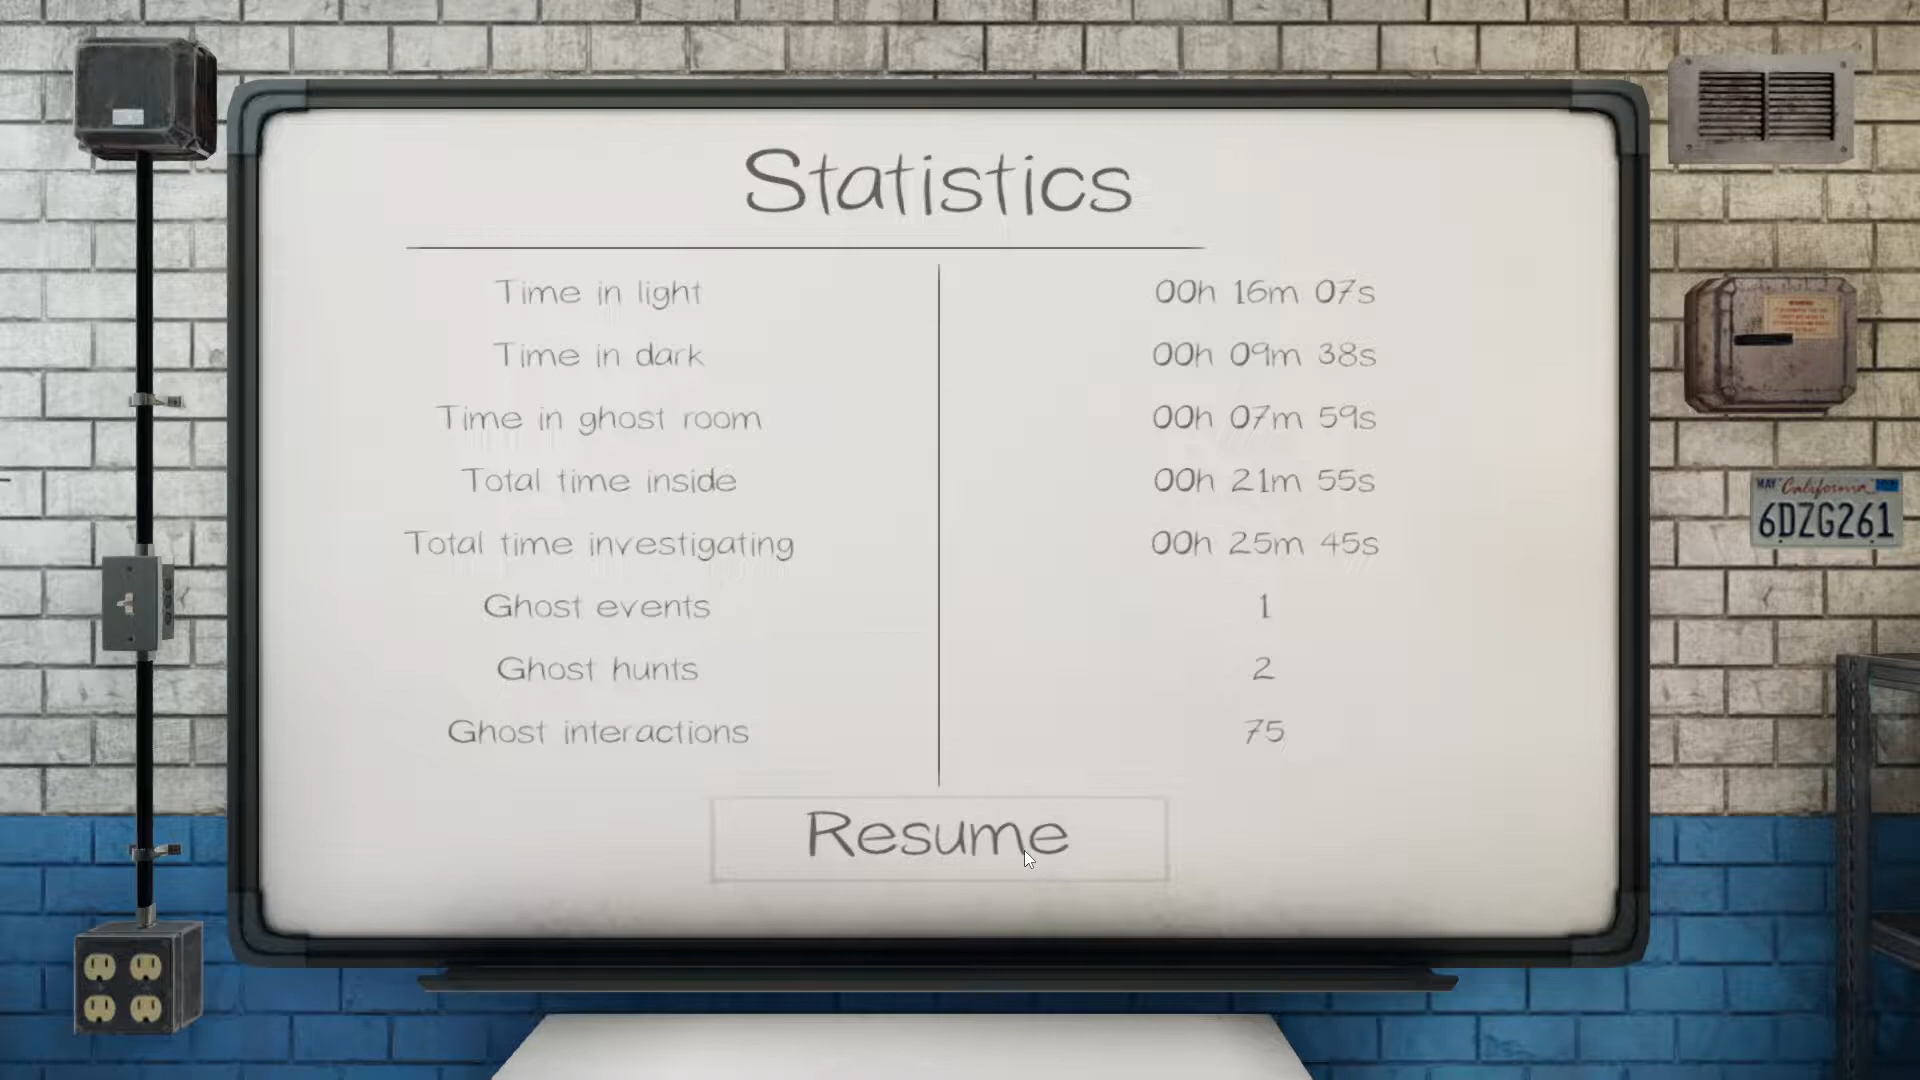 Statistics
Time in light 00h 16m 07s
Time in dark 00h 09m 38s
Time in ghost room 00h 07m 59s
Total time inside 00h 21m 55s
Total time investigating 00h 25m 45s
Ghost events 1
Ghost hunts 2
Ghost interactions 75
Resume
MAY California
6DZG261